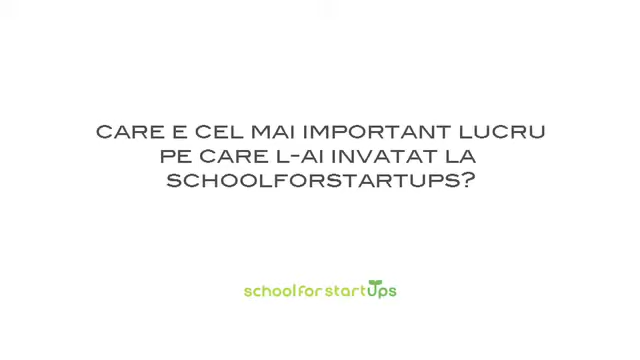 CARE E CEL MAI IMPORTANT LUCRU
PE CARE L-AI INVATAT LA
SCHOOLFORSTARTUPS?
schoolforstartUps